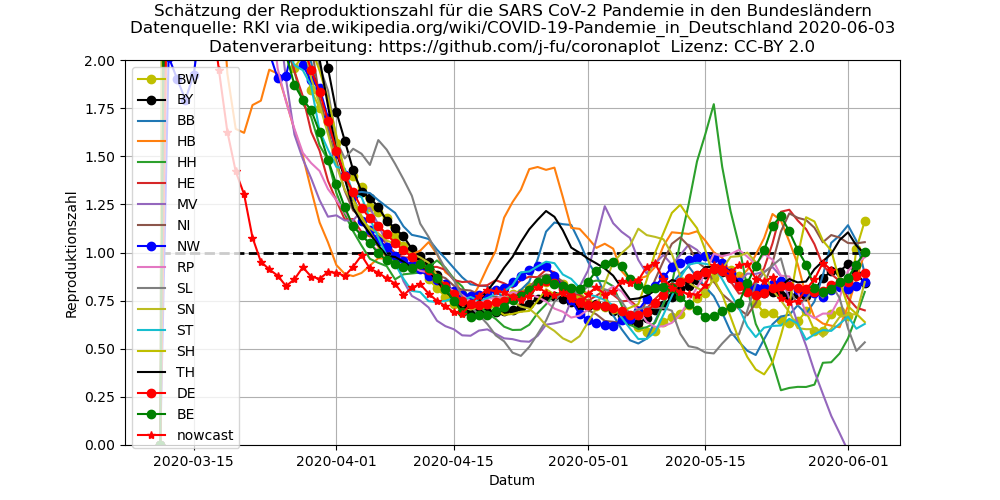 Schätzung der Reproduktionszahl für die SARS CoV-2 Pandemie in den Bundesländern
Datenquelle: RKI via de.wikipedia.org/wiki/COVID-19-Pandemie_in_Deutschland 2020-06-03
Datenverarbeitung: https://github.com/j-fu/coronaplot  Lizenz: CC-BY 2.0
Reproduktionszahl
2.00
1.75
1.50
1.25
1.00
0.75
0.50
0.25
0.00
BW
BY
BB
HB
HH
HE
MV
NI
NW
RP
SL
SN
ST
SH
TH
DE
BE
nowcast
2020-03-15
2020-04-01
2020-04-15
2020-05-01
2020-05-15
2020-06-01
Datum